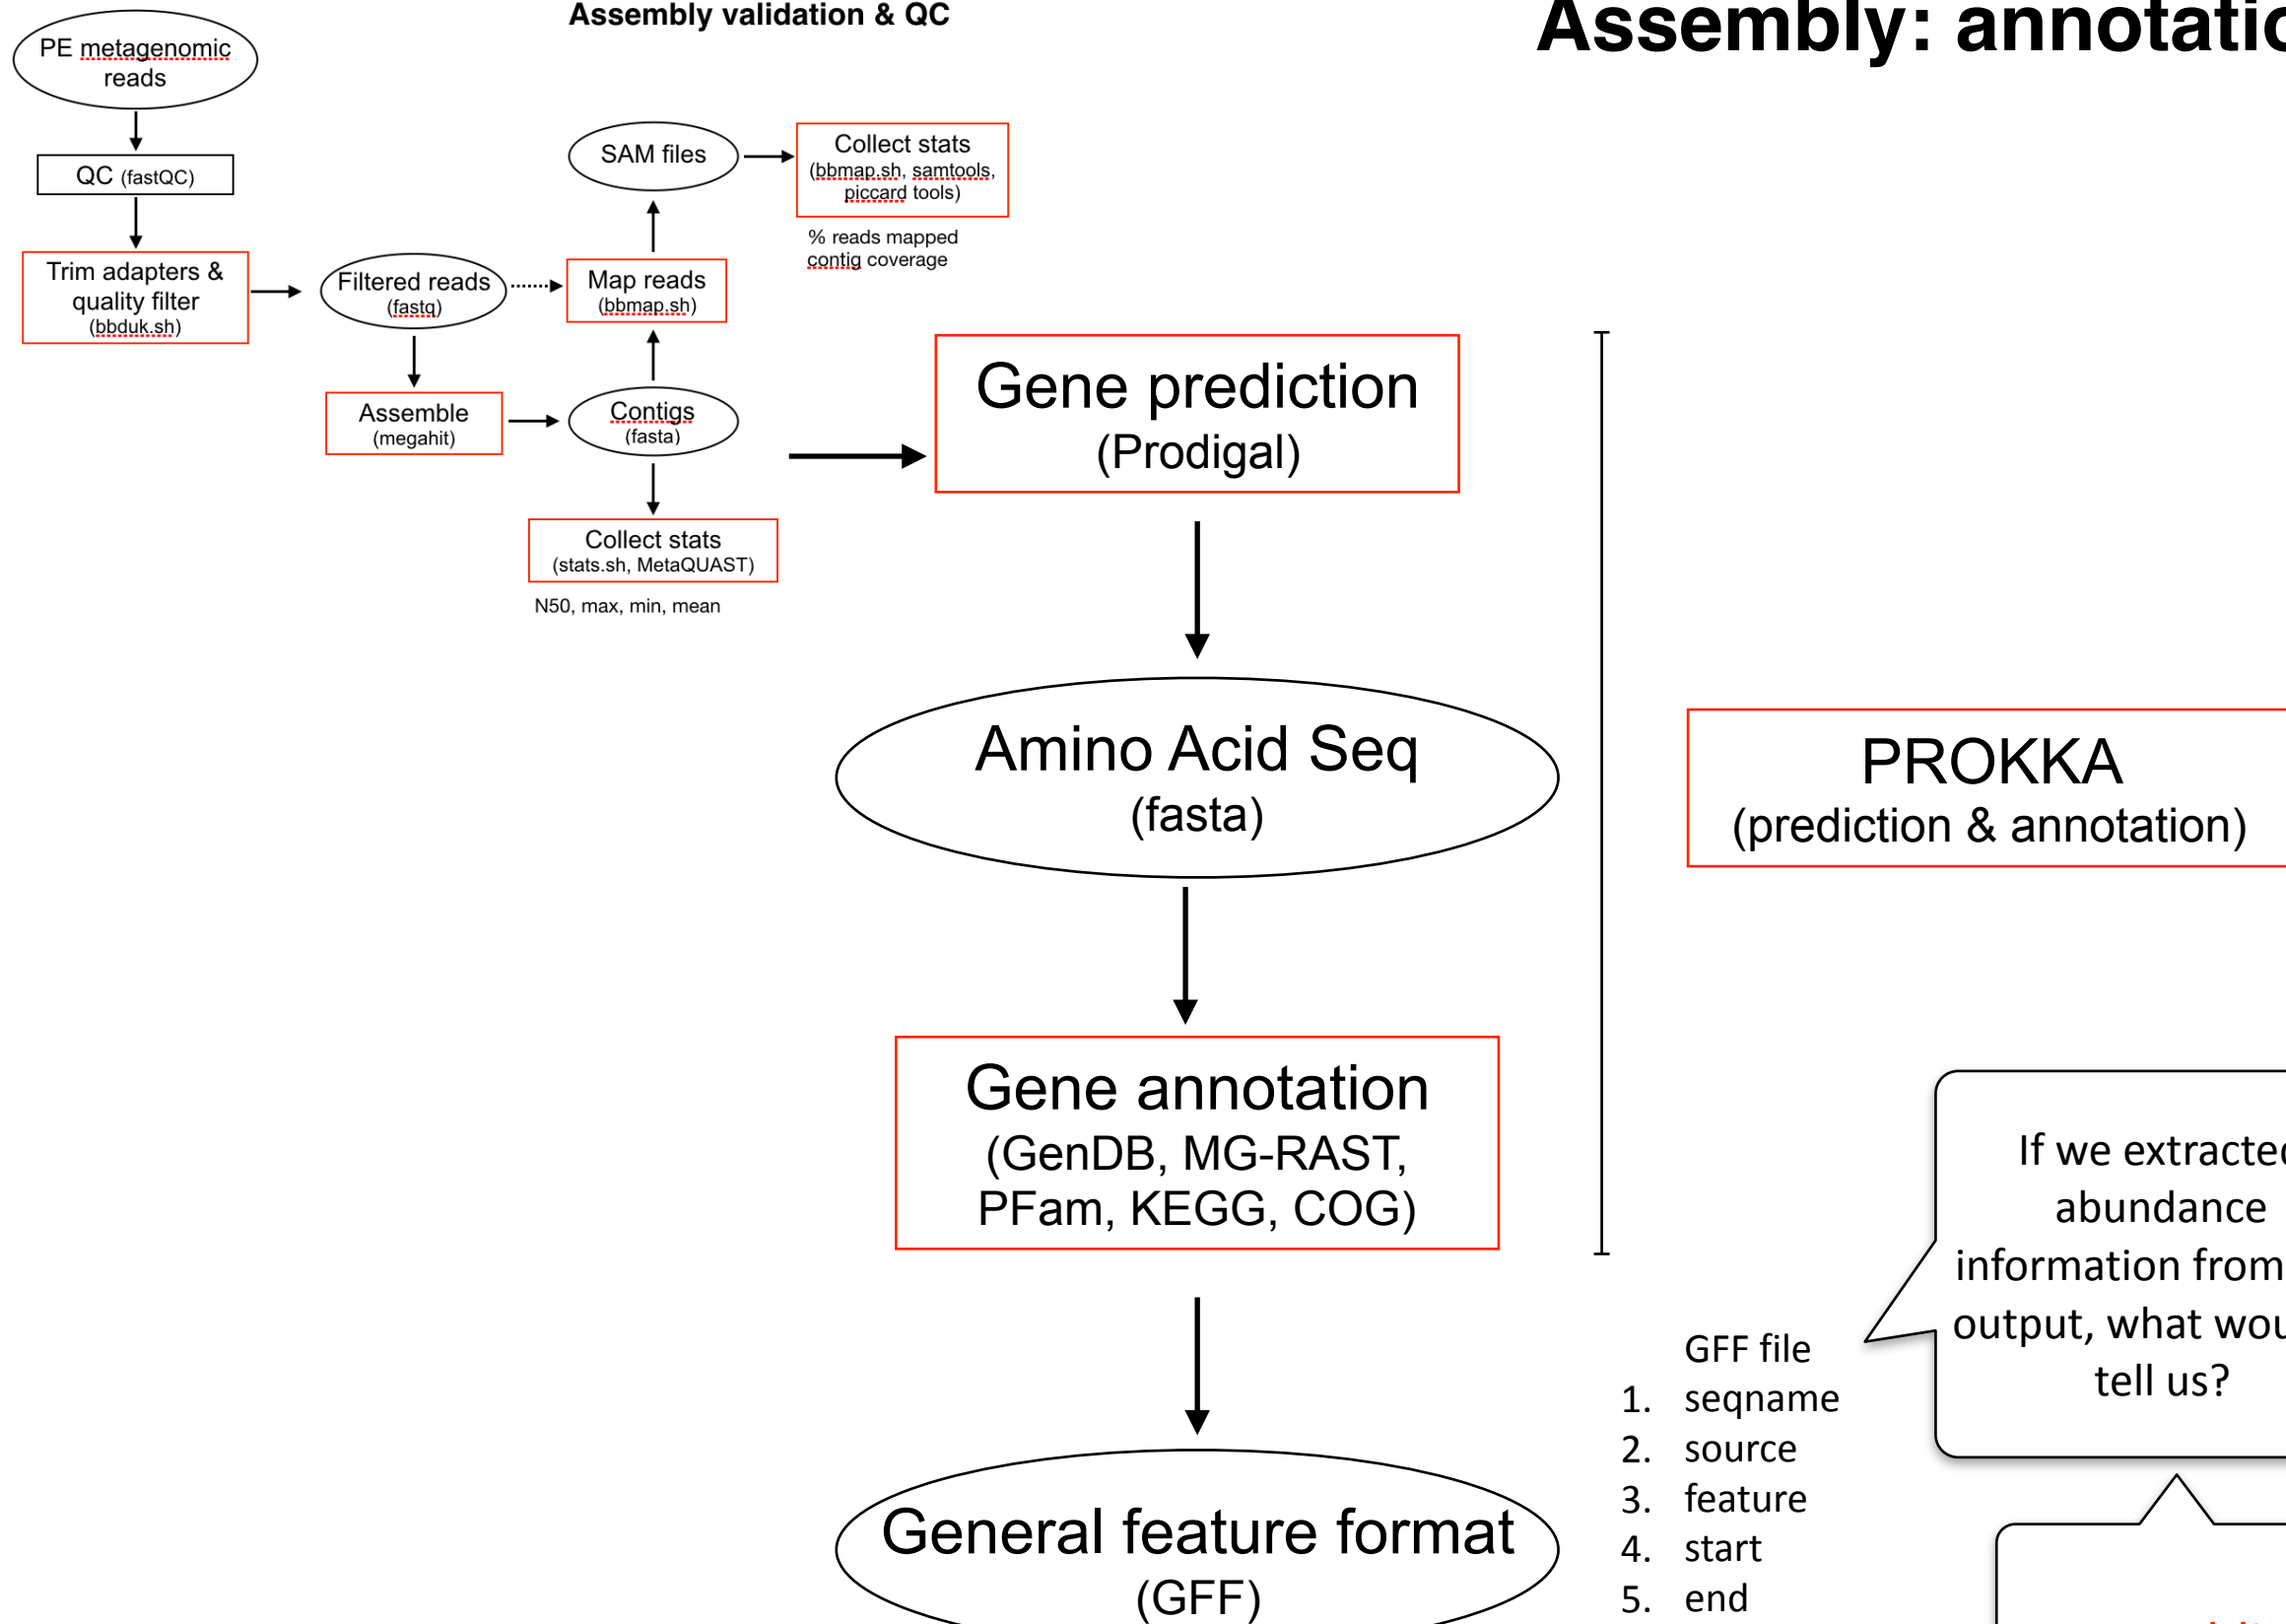 Assembly validation & QC
Assembly: annotatio
PE metagenomic
reads
QC (fastQC)
Trim adapters &
quality filter
(bbduk.sh)
Filtered reads
(fastq)
Assemble
(megahit)
SAM files
Collect stats
(bbmap.sh, samtools,
piccard tools)
% reads mapped
contig coverage
Map reads
(bbmap.sh)
Contigs
(fasta)
Collect stats
(stats.sh, MetaQUAST)
N50, max, min, mean
Gene prediction
(Prodigal)
Amino Acid Seq
(fasta)
Gene annotation
(GenDB, MG-RAST,
PFam, KEGG, COG)
General feature format
(GFF)
PROKKA
(prediction & annotation)
If we extracted
abundance
information from
output, what wou
tell us?
GFF file
1. seqname
2. source
3. feature
4. start
5. end